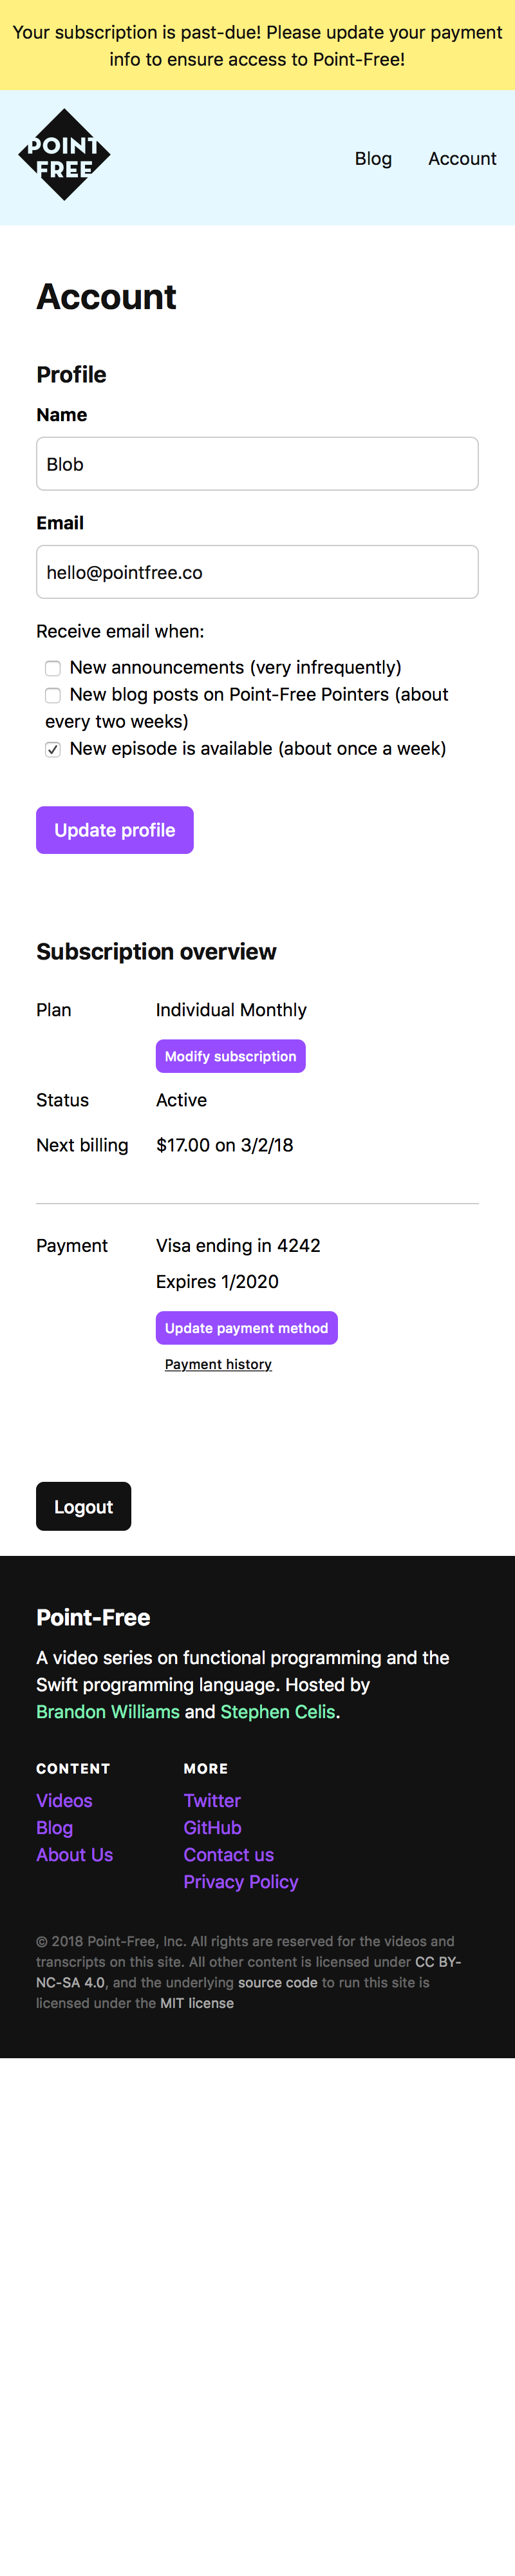 Your subscription is past-due! Please update your payment
info to ensure access to Point-Free!
POINT
FREE
Blog
Account
Account
Profile
Name
Blob
Email
hello@pointfree.co
Receive email when:
New announcements (very infrequently)
New blog posts on Point-Free Pointers (about
every two weeks)
New episode is available (about once a week)
Update profile
Subscription overview
Plan
Individual Monthly
Modify subscription
Status
Active
Next billing
$17.00 on 3/2/18
Payment
Visa ending in 4242
Expires 1/2020
Update payment method
Payment history
Logout
Point-Free
A video series on functional programming and the
Swift programming language. Hosted by
Brandon Williams and Stephen Celis.
CONTENT
Videos
Blog
About Us
MORE
Twitter
GitHub
Contact us
Privacy Policy
© 2018 Point-Free, Inc. All rights are reserved for the videos and
transcripts on this site. All other content is licensed under CC BY-
NC-SA 4.0, and the underlying source code to run this site is
licensed under the MIT license